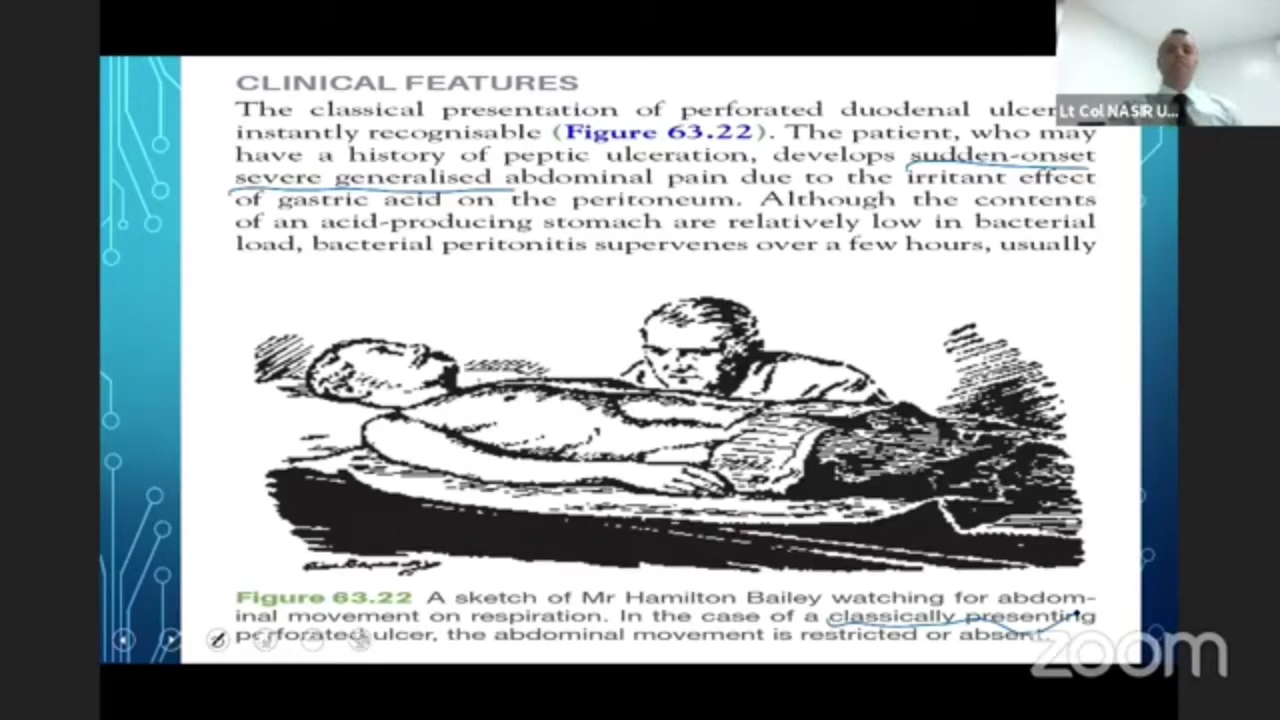 CLINICAL FEATURES
The classical presentation of perforated duodenal ulcer
instantly recognisable (Figure 63.22). The patient, who may
have a history of peptic ulceration, develops sudden-onset
severe generalised abdominal pain due to the irritant effect
of gastric acid on the peritoneum. Although the contents
of an acid-producing stomach are relatively low in bacterial
load, bacterial peritonitis supervenes over a few hours, usually
Figure 63.22 A sketch of Mr Hamilton Bailey watching for abdom-
inal movement on respiration. In the case of a classically presenting
perforated ulcer, the abdominal movement is restricted or absent.
Lt Col NASIR U...
zoom